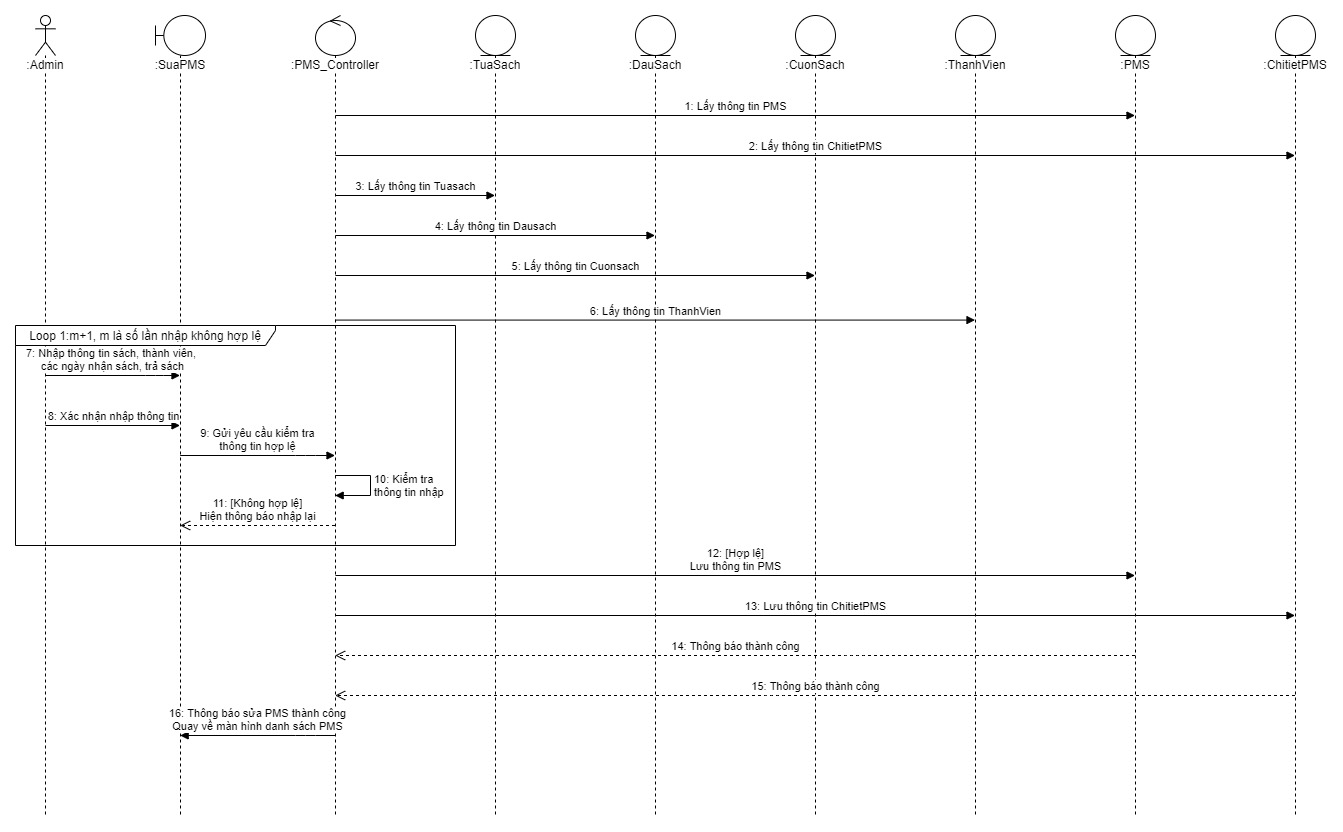 :Admin
:SuaPMS
:PMS_Controller
:TuaSach
:DauSach
:CuonSach
:ThanhVien
:PMS
:ChitietPMS
1: Lấy thông tin PMS
2: Lấy thông tin ChitietPMS
3: Lấy thông tin Tuasach
4: Lấy thông tin Dausach
5: Lấy thông tin Cuonsach
6: Lấy thông tin ThanhVien
Loop 1:m+1, m là số lần nhập không hợp lệ
7: Nhập thông tin sách, thành viên,
các ngày nhận sách, trả sách
8: Xác nhận nhập thông tin
9: Gửi yêu cầu kiểm tra
thông tin hợp lệ
10: Kiểm tra
thông tin nhập
11: [Không hợp lệ]
Hiện thông báo nhập lại
12: [Hợp lệ]
Lưu thông tin PMS
13: Lưu thông tin ChitietPMS
14: Thông báo thành công
15: Thông báo thành công
16: Thông báo sửa PMS thành công
Quay về màn hình danh sách PMS